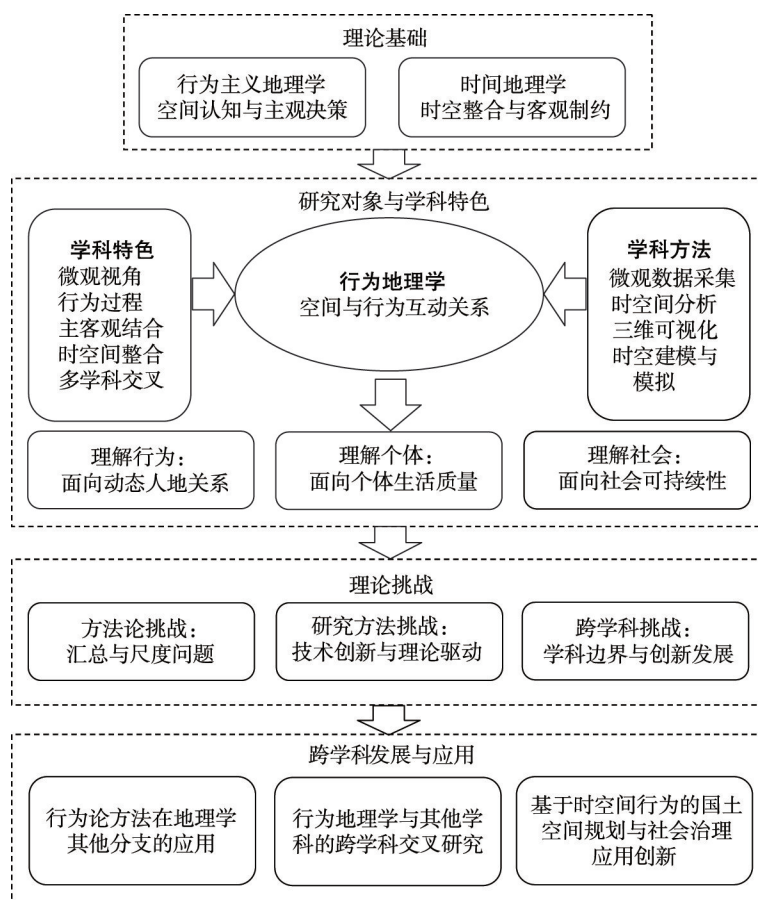 理论基础
行为主义地理学
空间认知与主观决策
时间地理学
时空整合与客观制约
研究对象与学科特色
学科特色
微观视角
行为过程
主客观结合
时空间整合
多学科交叉
行为地理学
空间与行为互动关系
学科方法
微观数据采集
时空间分析
三维可视化
时空建模与
模拟
理解行为:
面向动态人地关系
理解个体:
面向个体生活质量
理解社会:
面向社会可持续性
理论挑战
方法论挑战:
汇总与尺度问题
研究方法挑战:
技术创新与理论驱动
跨学科挑战:
学科边界与创新发展
跨学科发展与应用
行为论方法在地理学
其他分支的应用
行为地理学与其他学
科的跨学科交叉研究
基于时空间行为的国土
空间规划与社会治理
应用创新